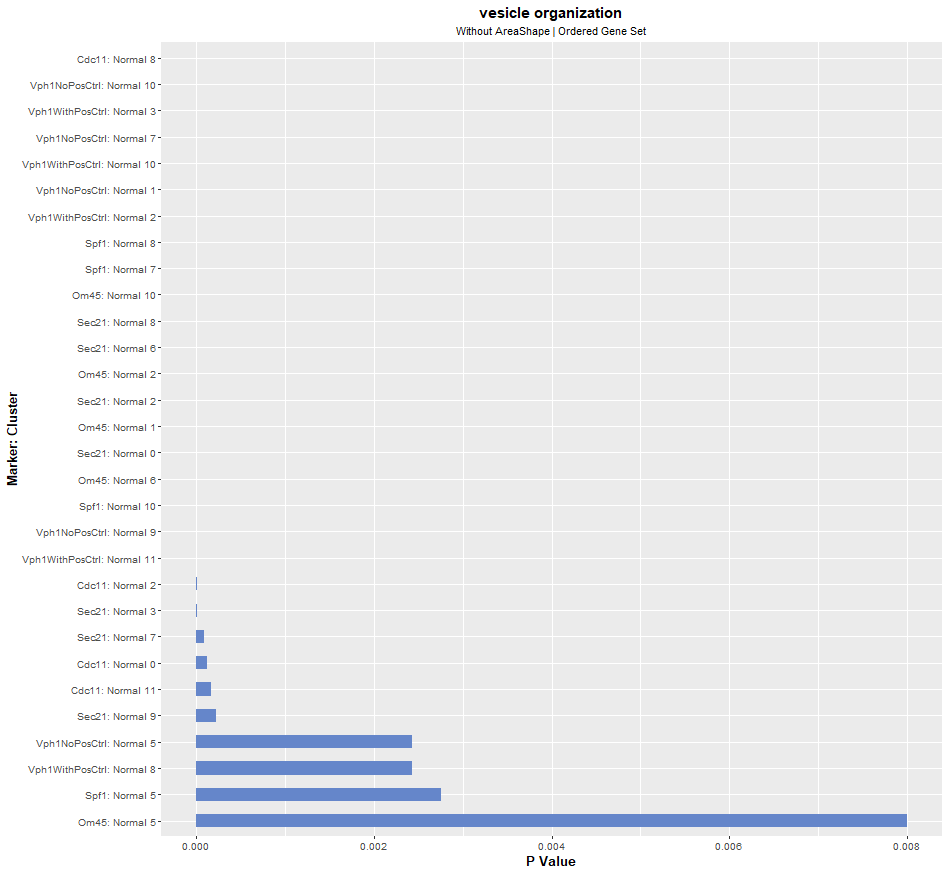 vesicle organization
Without AreaShape | Ordered Gene Set
Marker: Cluster
Cdc11: Normal 8
Vph1NoPosCtrl: Normal 10
Vph1WithPosCtrl: Normal 3
Vph1NoPosCtrl: Normal 7
Vph1WithPosCtrl: Normal 10
Vph1NoPosCtrl: Normal 1
Vph1WithPosCtrl: Normal 2
Spf1: Normal 8
Spf1: Normal 7
Om45: Normal 10
Sec21: Normal 8
Sec21: Normal 6
Om45: Normal 2
Sec21: Normal 2
Om45: Normal 1
Sec21: Normal 0
Om45: Normal 6
Spf1: Normal 10
Vph1NoPosCtrl: Normal 9
Vph1WithPosCtrl: Normal 11
Cdc11: Normal 2
Sec21: Normal 3
Sec21: Normal 7
Cdc11: Normal 0
Cdc11: Normal 11
Sec21: Normal 9
Vph1NoPosCtrl: Normal 5
Vph1WithPosCtrl: Normal 8
Spf1: Normal 5
Om45: Normal 5
0.000 0.002 0.004 0.006 0.008
P Value